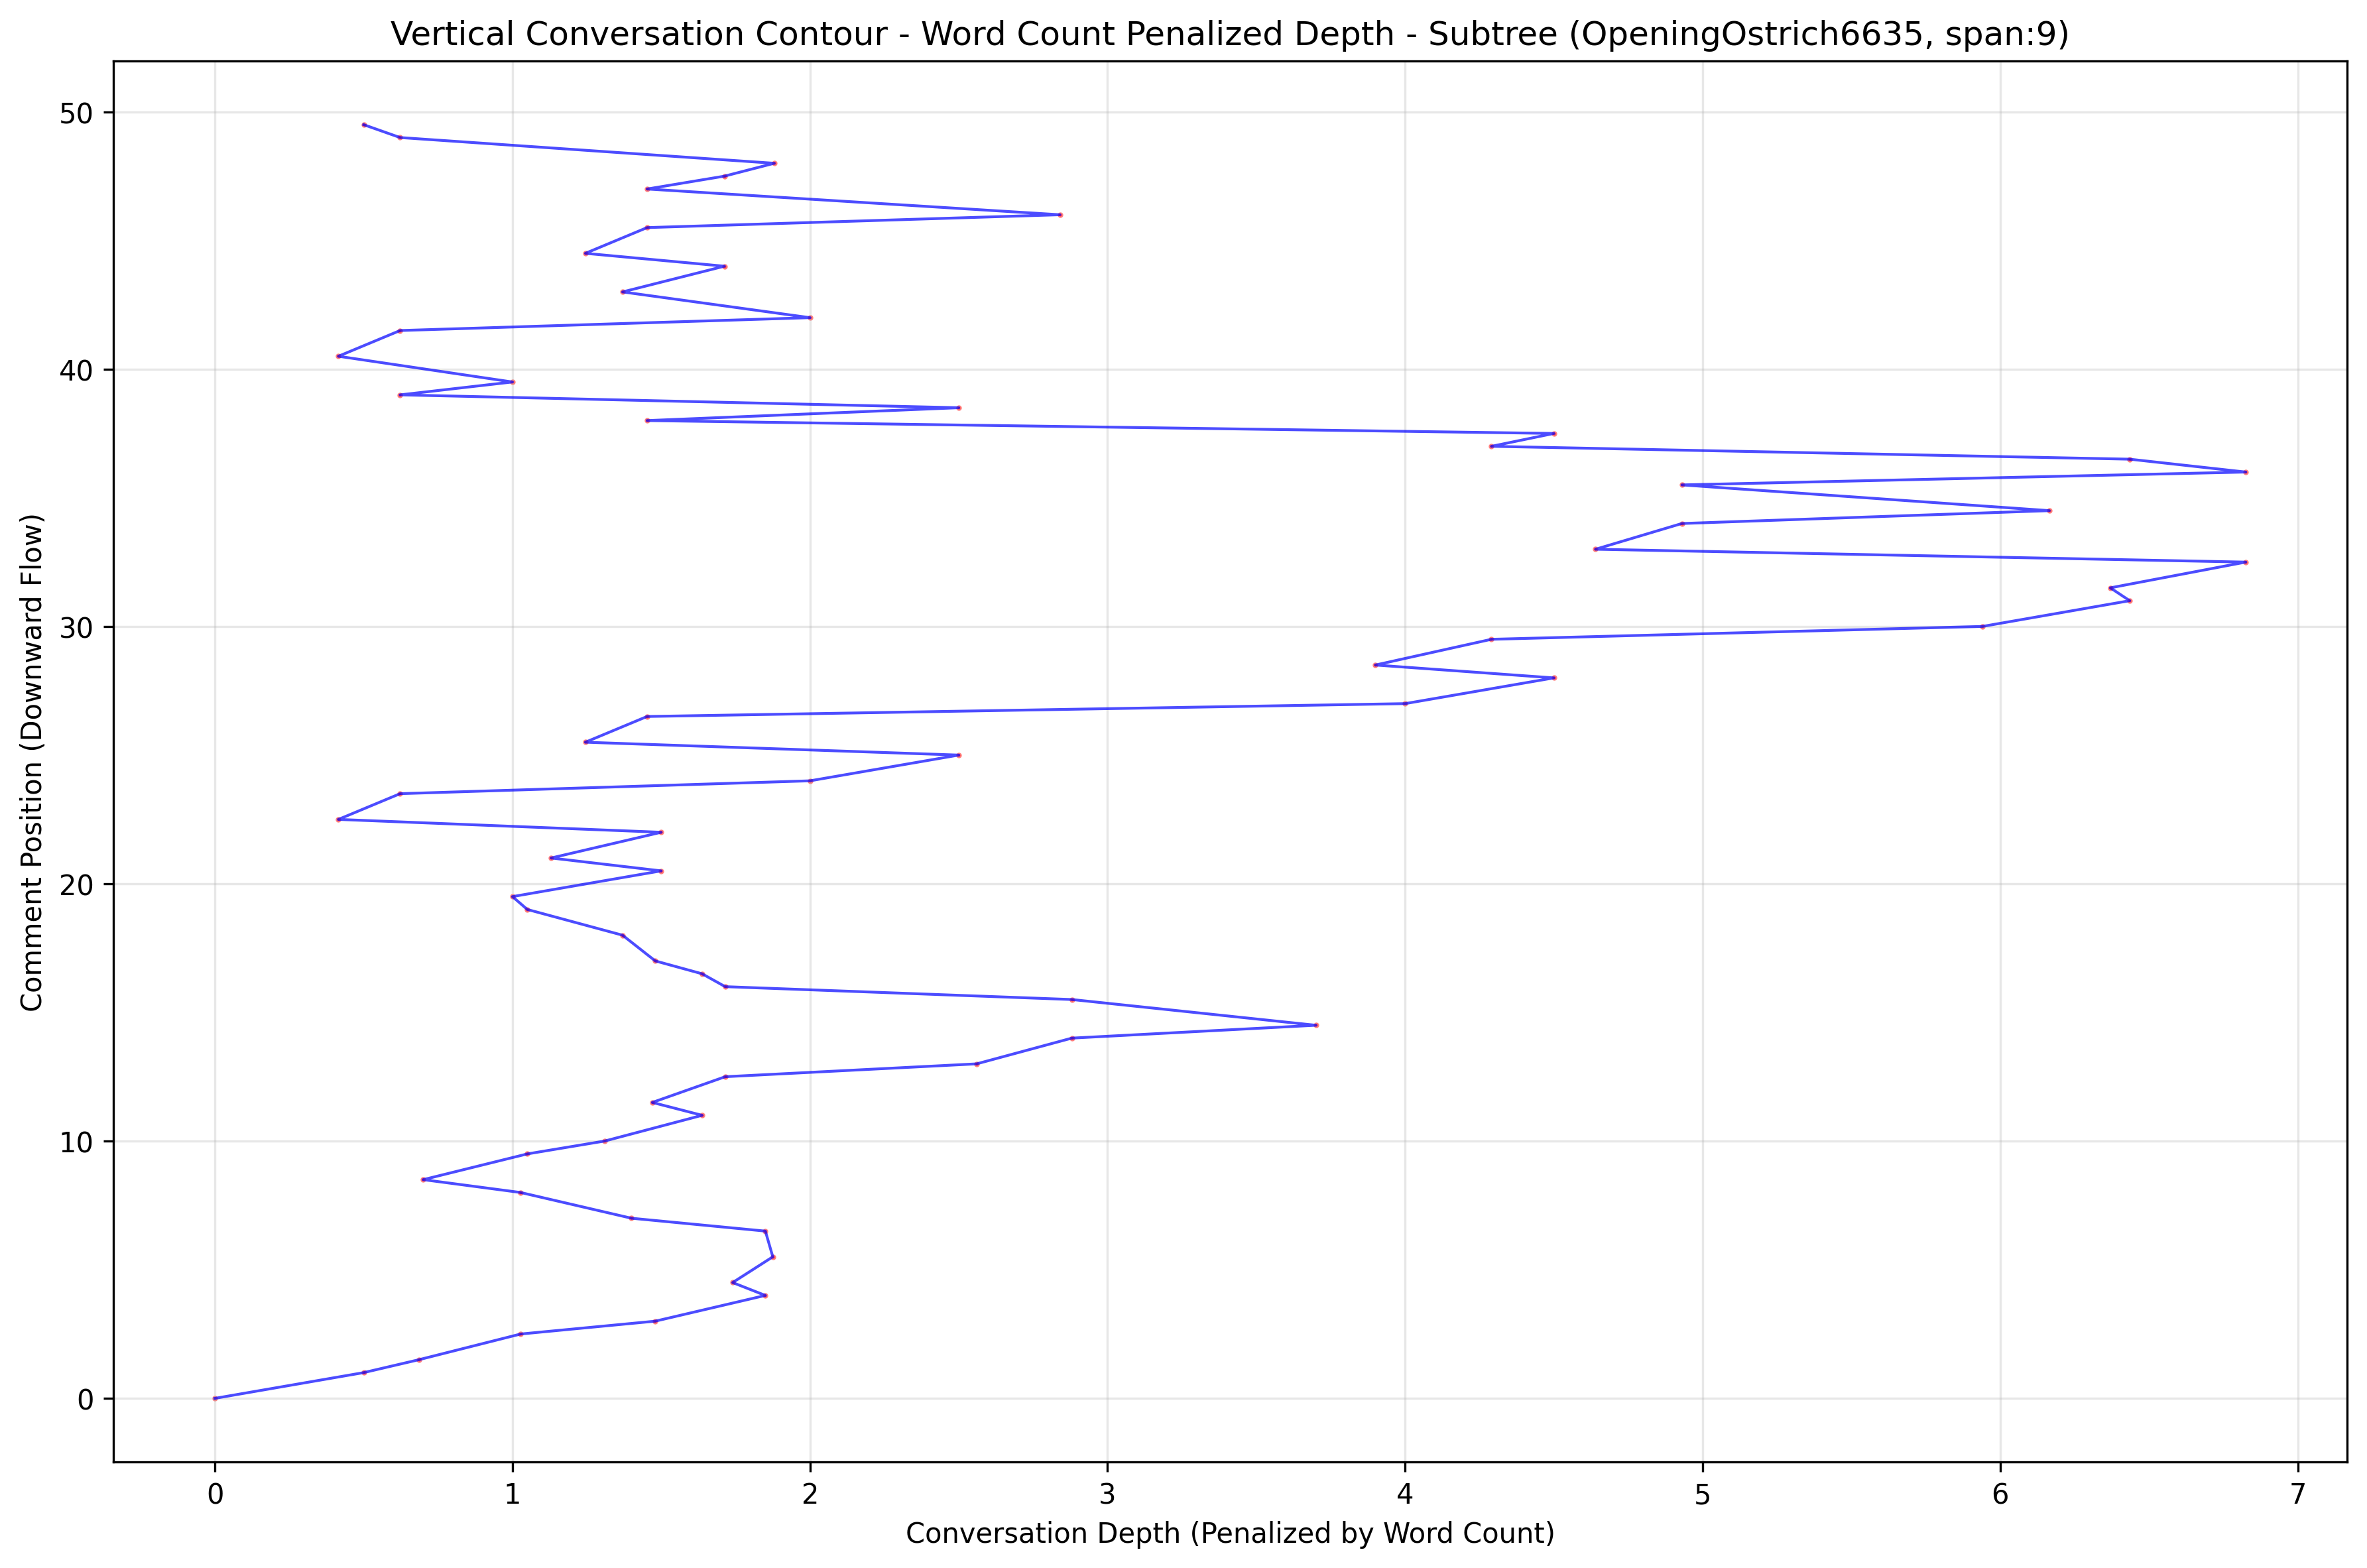 Vertical Conversation Contour - Word Count Penalized Depth - Subtree (OpeningOstrich6635, span:9)
Comment Position (Downward Flow)
50
40
30
20
10
0
0 1 2 3 4 5 6 7
Conversation Depth (Penalized by Word Count)